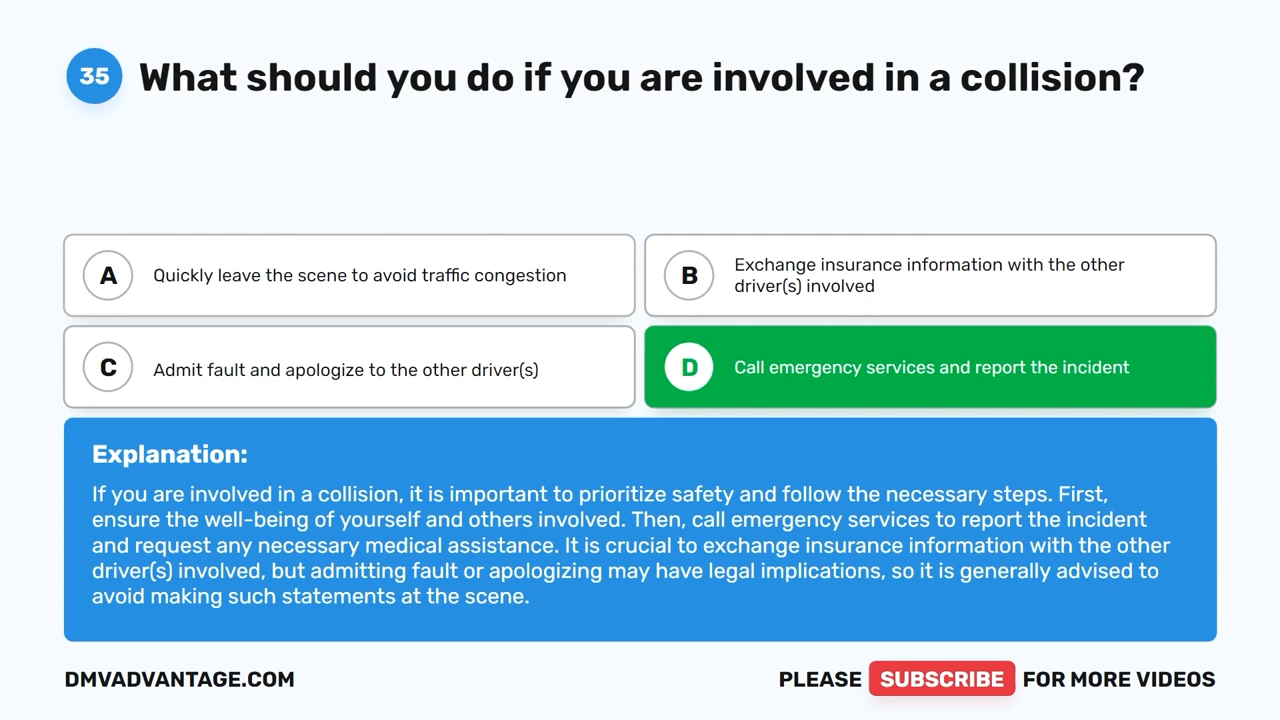 35 What should you do if you are involved in a collision?
A Quickly leave the scene to avoid traffic congestion
B Exchange insurance information with the other
driver(s) involved
C Admit fault and apologize to the other driver(s)
D Call emergency services and report the incident
Explanation:
If you are involved in a collision, it is important to prioritize safety and follow the necessary steps. First,
ensure the well-being of yourself and others involved. Then, call emergency services to report the incident
and request any necessary medical assistance. It is crucial to exchange insurance information with the other
driver(s) involved, but admitting fault or apologizing may have legal implications, so it is generally advised to
avoid making such statements at the scene.
DMVADVANTAGE.COM
PLEASE SUBSCRIBE FOR MORE VIDEOS